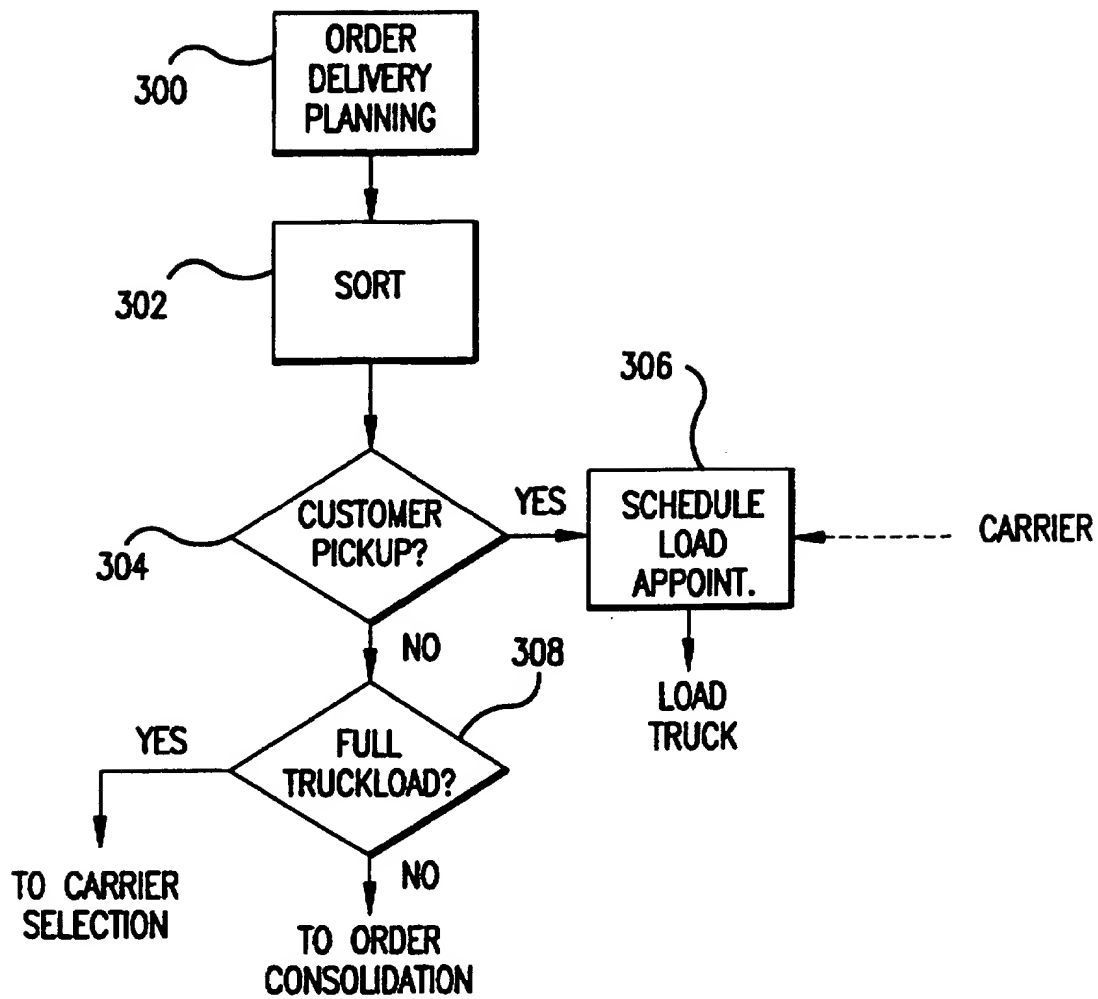 ORDER
DELIVERY
PLANNING
300
SORT
302
306
CUSTOMER
PICKUP?
304
YES
SCHEDULE
LOAD
APPOINT.
CARRIER
NO
308
LOAD
TRUCK
YES
FULL
TRUCKLOAD?
NO
TO CARRIER
SELECTION
TO ORDER
CONSOLIDATION